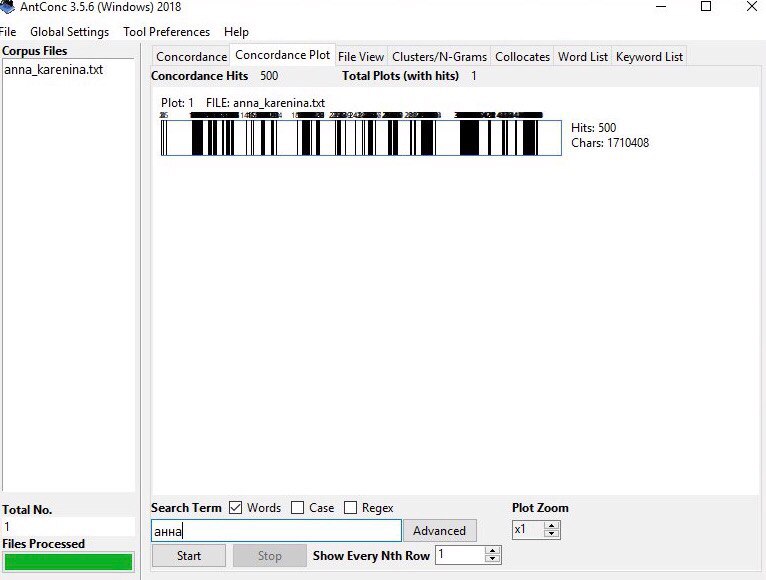 AntConc 3.5.6 (Windows) 2018
File Global Settings Tool Preferences Help
Corpus Files
anna_karenina.txt
Concordance Concordance Plot File View Clusters/N-Grams Collocates Word List Keyword List
Concordance Hits 500 Total Plots (with hits) 1
Plot: 1 FILE: anna_karenina.txt
Hits: 500
Chars: 1710408
Total No.
1
Files Processed
Search Term Words Case Regex Plot Zoom
анна Advanced x1
Start Stop Show Every Nth Row 1